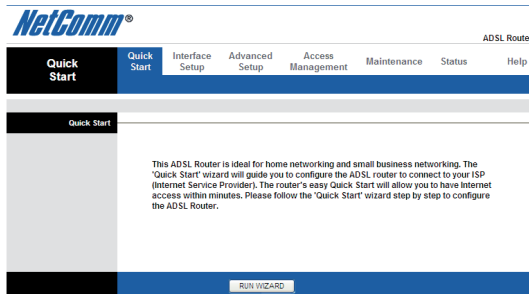 NetComm®
ADSL Route
Quick Start
Quick Start
Interface Setup
Advanced Setup
Access Management
Maintenance
Status
Help
Quick Start
This ADSL Router is ideal for home networking and small business networking. The
'Quick Start' wizard will guide you to configure the ADSL router to connect to your ISP
(Internet Service Provider). The router's easy Quick Start will allow you to have Internet
access within minutes. Please follow the 'Quick Start' wizard step by step to configure
the ADSL Router.
RUN WIZARD